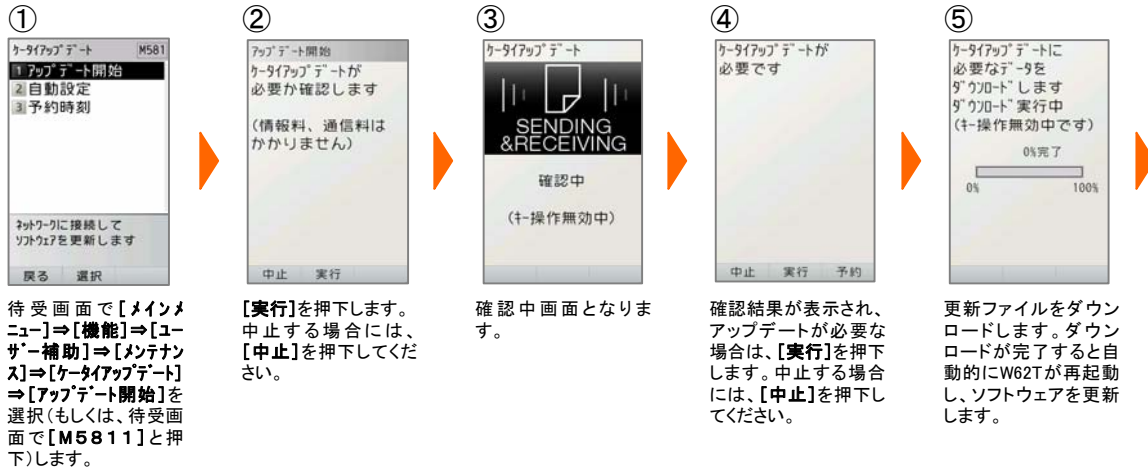 ①
ｹｰﾀｲｱｯﾌﾟﾃﾞｰﾄ M581
1 ｱｯﾌﾟﾃﾞｰﾄ開始
2 自動設定
3 予約時刻
ﾈｯﾄﾜｰｸに接続して
ｿﾌﾄｳｪｱを更新します
戻る 選択
待受画面で[ﾒｲﾝﾒ
ﾆｭｰ]⇒[機能]⇒[ﾕｰ
ｻﾞｰ補助]⇒[ﾒﾝﾃﾅﾝ
ｽ]⇒[ｹｰﾀｲｱｯﾌﾟﾃﾞｰﾄ]
⇒[ｱｯﾌﾟﾃﾞｰﾄ開始]を
選択(もしくは、待受画
面で[Ｍ５８１１]と押
下)します。
②
ｱｯﾌﾟﾃﾞｰﾄ開始
ｹｰﾀｲｱｯﾌﾟﾃﾞｰﾄが
必要か確認します
(情報料、通信料は
かかりません)
中止 実行
[実行]を押下します。
中止する場合には、
[中止]を押下してくだ
さい。
③
ｹｰﾀｲｱｯﾌﾟﾃﾞｰﾄ
SENDING
&RECEIVING
確認中
(ｷｰ操作無効中)
確認中画面となりま
す。
④
ｹｰﾀｲｱｯﾌﾟﾃﾞｰﾄが
必要です
中止 実行 予約
確認結果が表示され、
アップデートが必要な
場合は、[実行]を押下
します。中止する場合
には、[中止]を押下し
てください。
⑤
ｹｰﾀｲｱｯﾌﾟﾃﾞｰﾄに
必要なﾃﾞｰﾀを
ﾀﾞｳﾝﾛｰﾄﾞします
ﾀﾞｳﾝﾛｰﾄﾞ実行中
(ｷｰ操作無効中です)
0%完了
0% 100%
更新ファイルをダウン
ロードします。ダウン
ロードが完了すると自
動的にW62Tが再起動
し、ソフトウェアを更新
します。